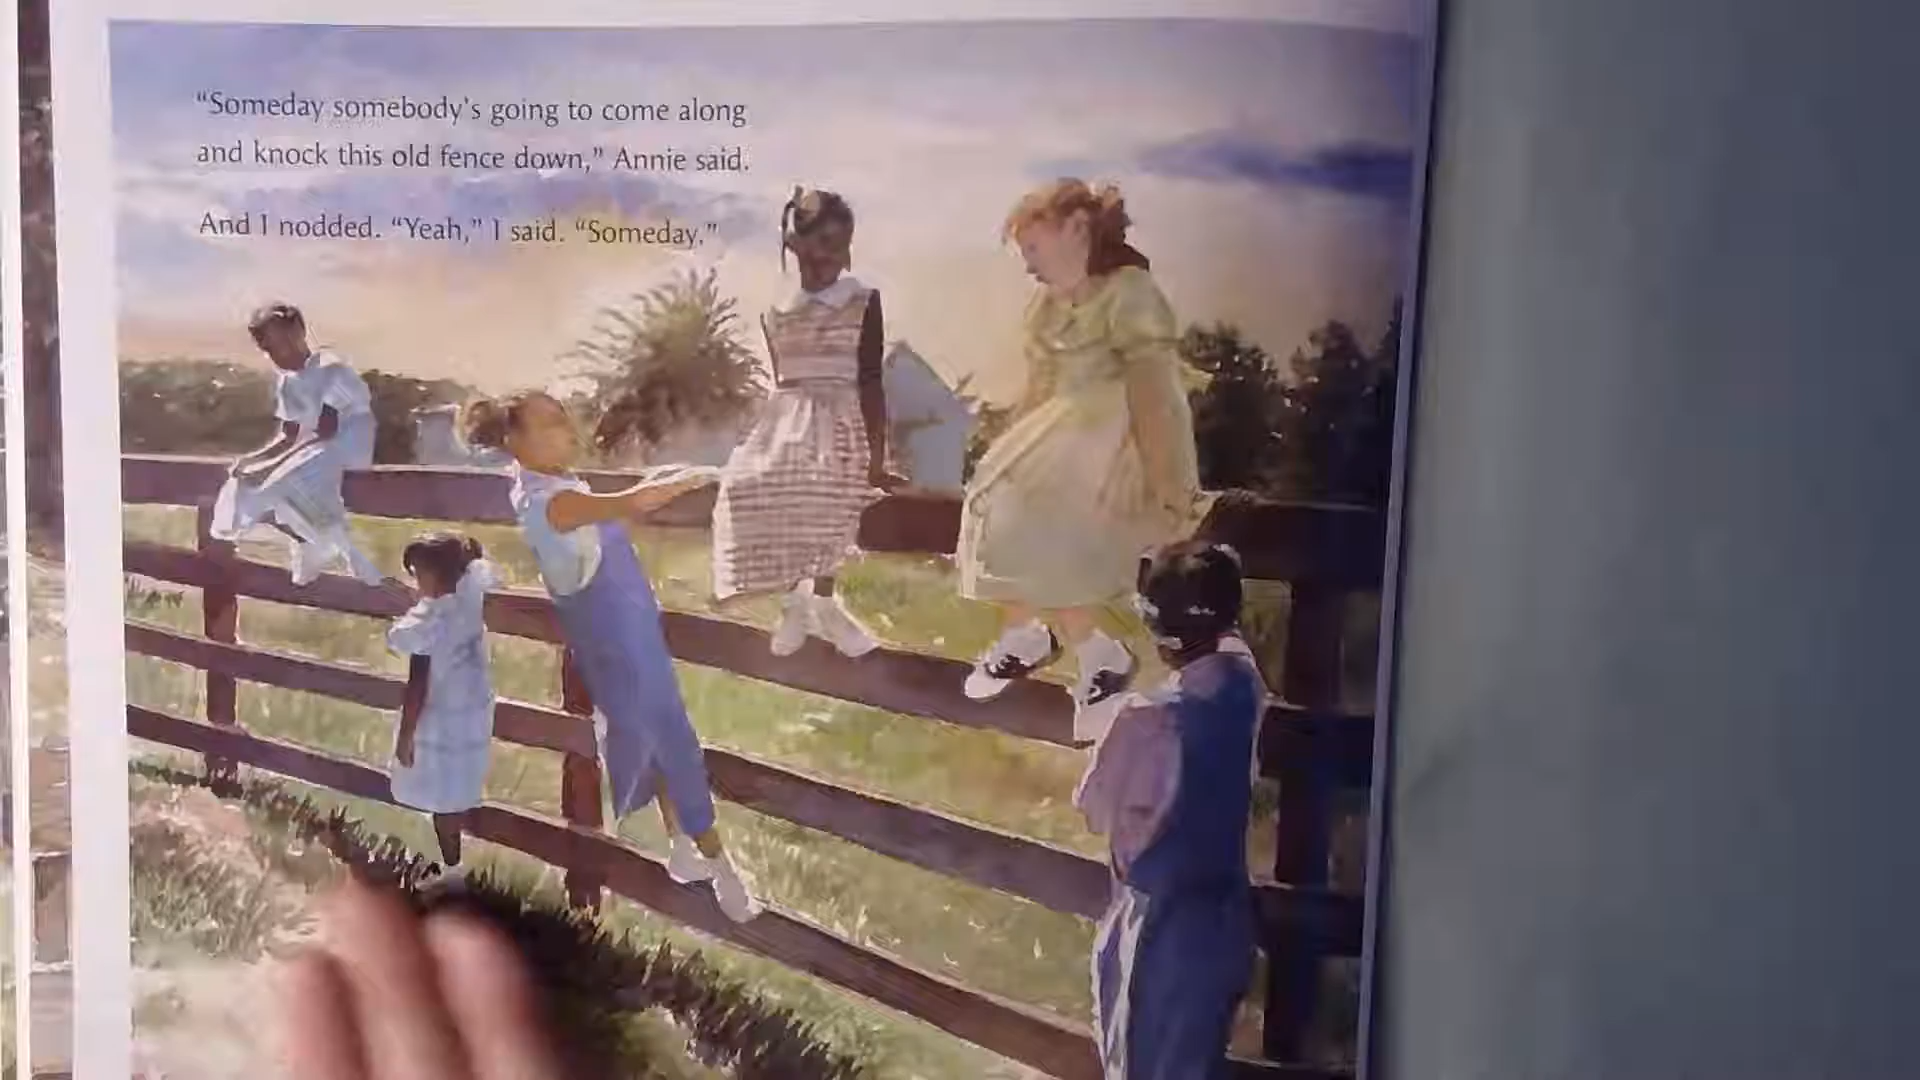 “Someday somebody’s going to come along
and knock this old fence down,” Annie said.
And I nodded. “Yeah,” I said. “Someday.”